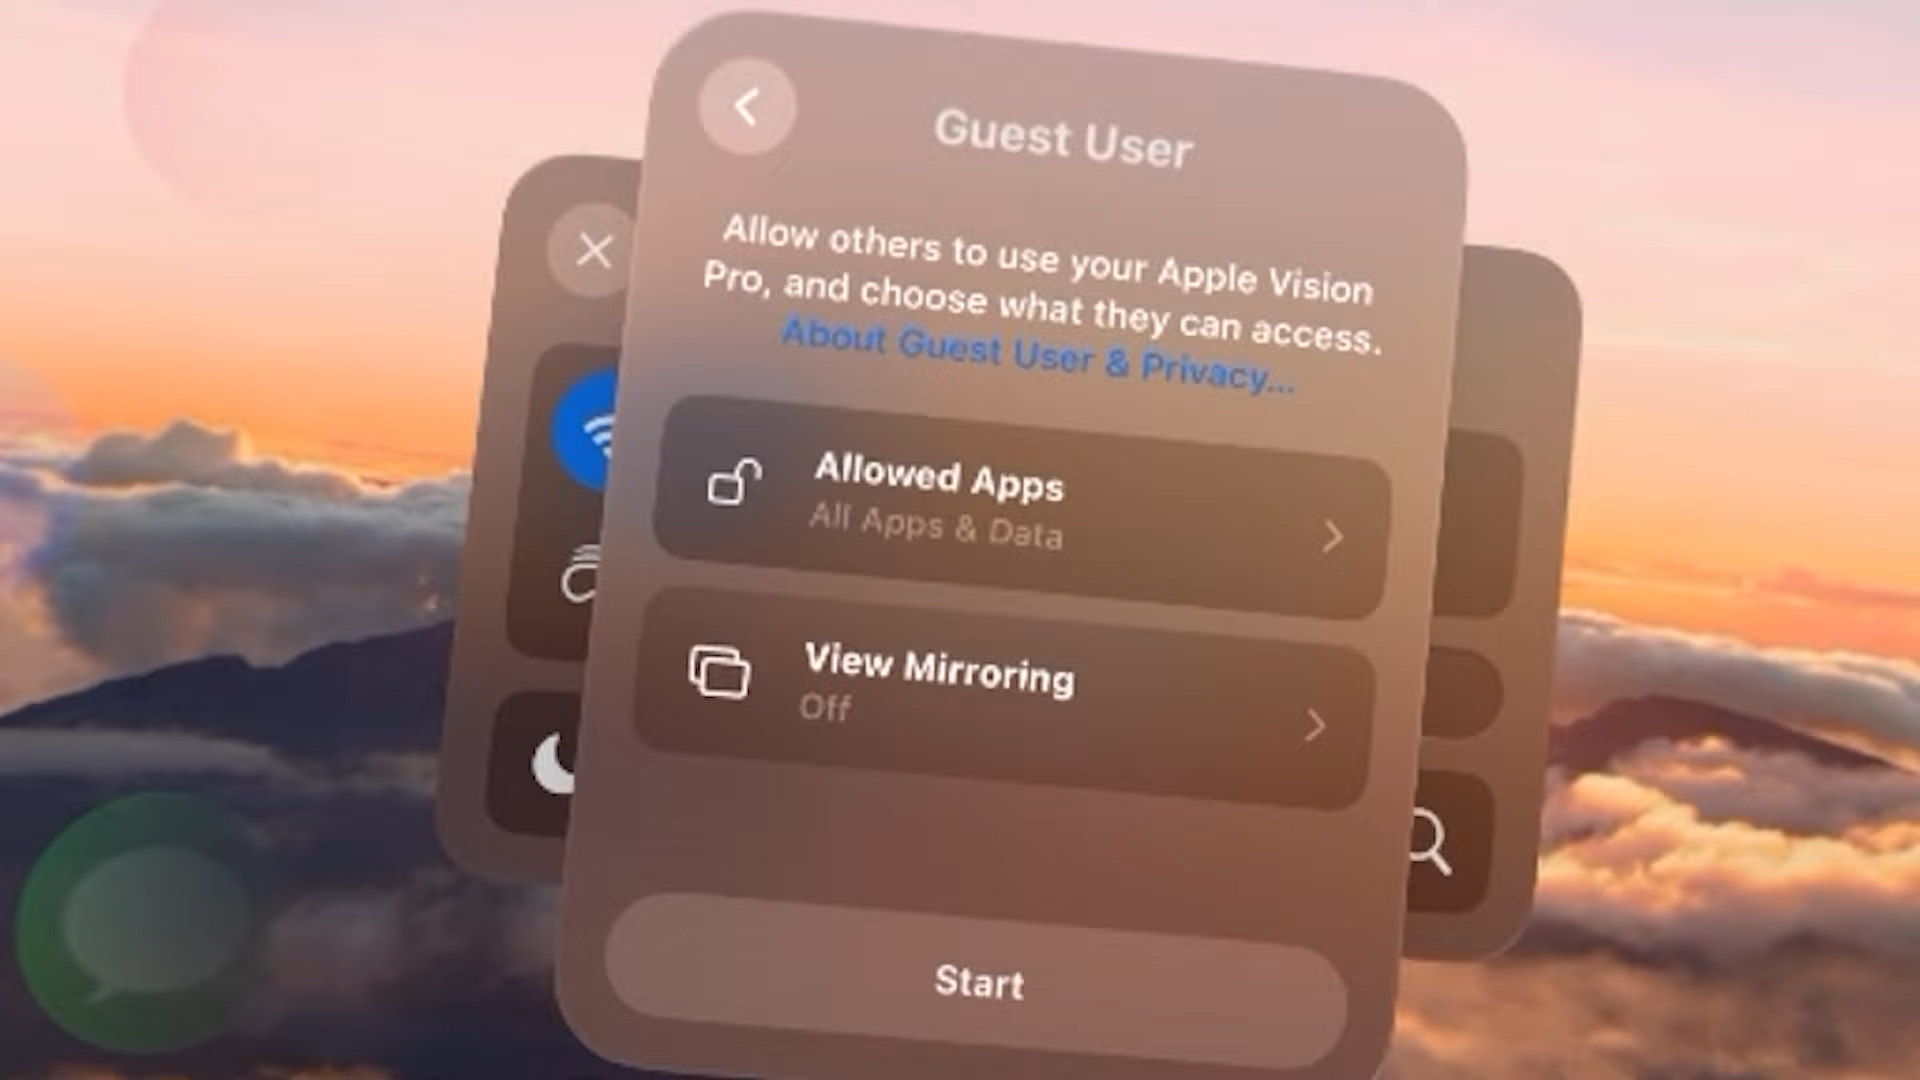 Guest User
Allow others to use your Apple Vision
Pro, and choose what they can access.
About Guest User & Privacy...
Allowed Apps
All Apps & Data
View Mirroring
Off
Start